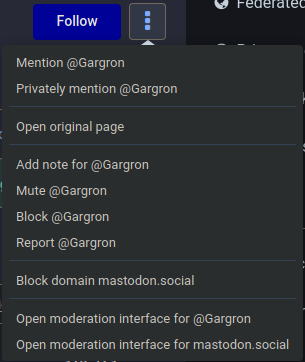 Follow
Federated
Mention @Gargron
Privately mention @Gargron
Open original page
Add note for @Gargron
Mute @Gargron
Block @Gargron
Report @Gargron
Block domain mastodon.social
Open moderation interface for @Gargron
Open moderation interface for mastodon.social